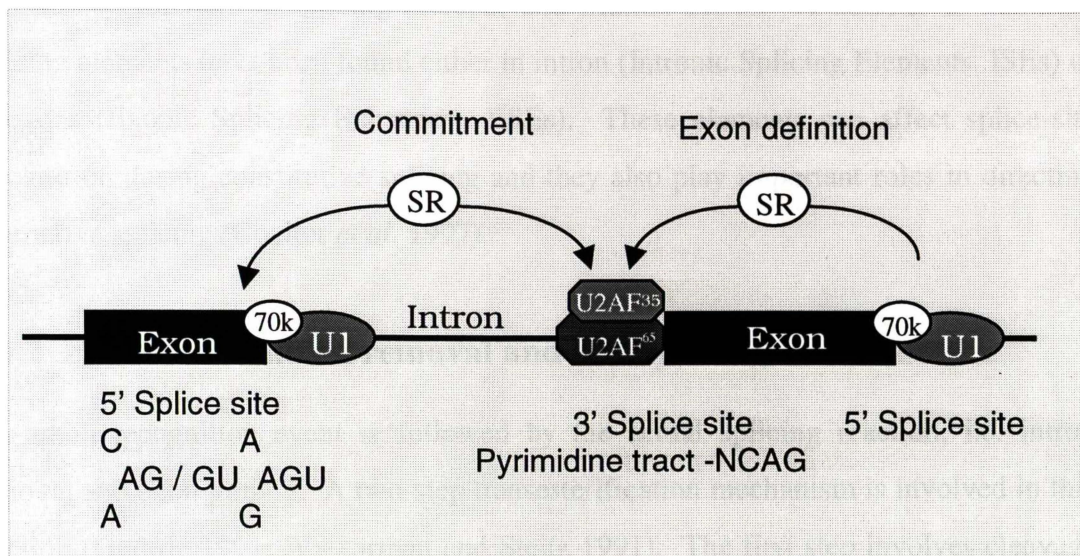 Commitment Exon definition
SR SR
U2AF35
70k Intron 70k
Exon U1 U2AF65 Exon U1
5’ Splice site 3’ Splice site 5’ Splice site
C A Pyrimidine tract -NCAG
AG / GU AGU
A G